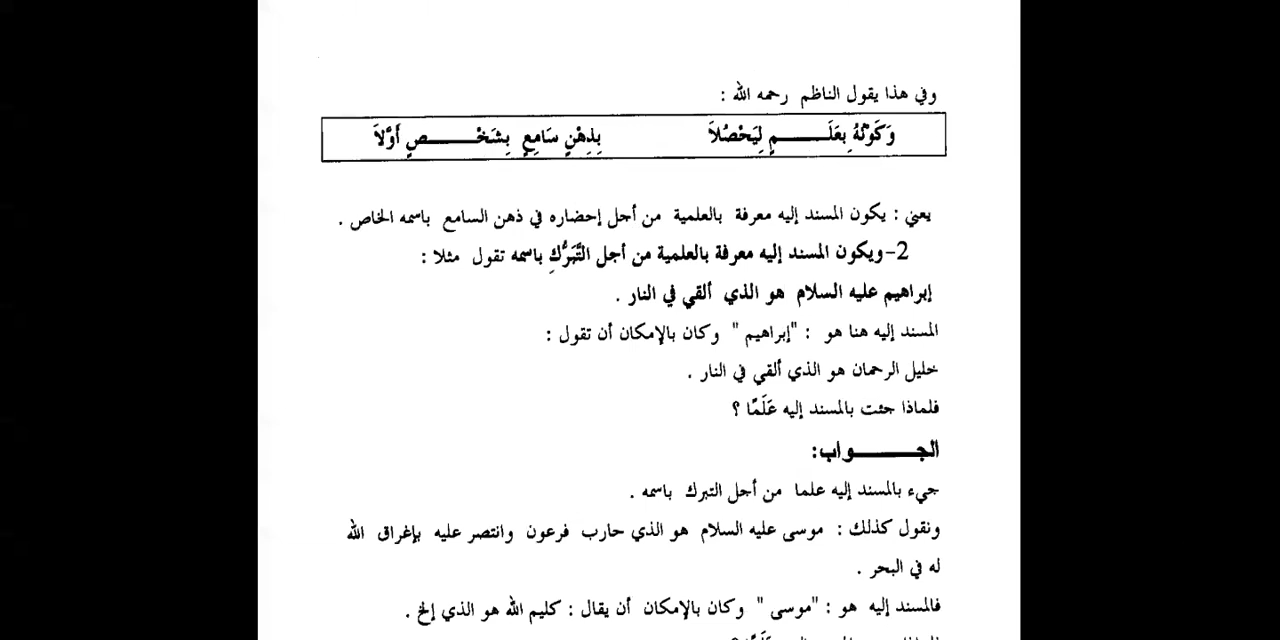 وفي هذا يقول الناظم رحمه الله :
وَكَوْنُهُ بِعَلَـــــــمٍ لِيَحْصُلاَ بِذِهْنِ سَامِعٍ بِشَخْـــــــصٍ أَوَّلاَ
يعني : يكون المسند إليه معرفة بالعلمية من أجل إحضاره في ذهن السامع باسمه الخاص .
2-ويكون المسند إليه معرفة بالعلمية من أجل التَّبَرُّكِ باسمه تقول مثلا :
إبراهيم عليه السلام هو الذي ألقي في النار .
المسند إليه هنا هو : "إبراهيم " وكان بالإمكان أن تقول :
خليل الرحمان هو الذي ألقي في النار .
فلماذا جئت بالمسند إليه عَلَمًا ؟
الجـــــــواب:
جيء بالمسند إليه علما من أجل التبرك باسمه .
ونقول كذلك : موسى عليه السلام هو الذي حارب فرعون وانتصر عليه بإغراق الله
له في البحر .
فالمسند إليه هو : "موسى " وكان بالإمكان أن يقال : كليم الله هو الذي إلخ .